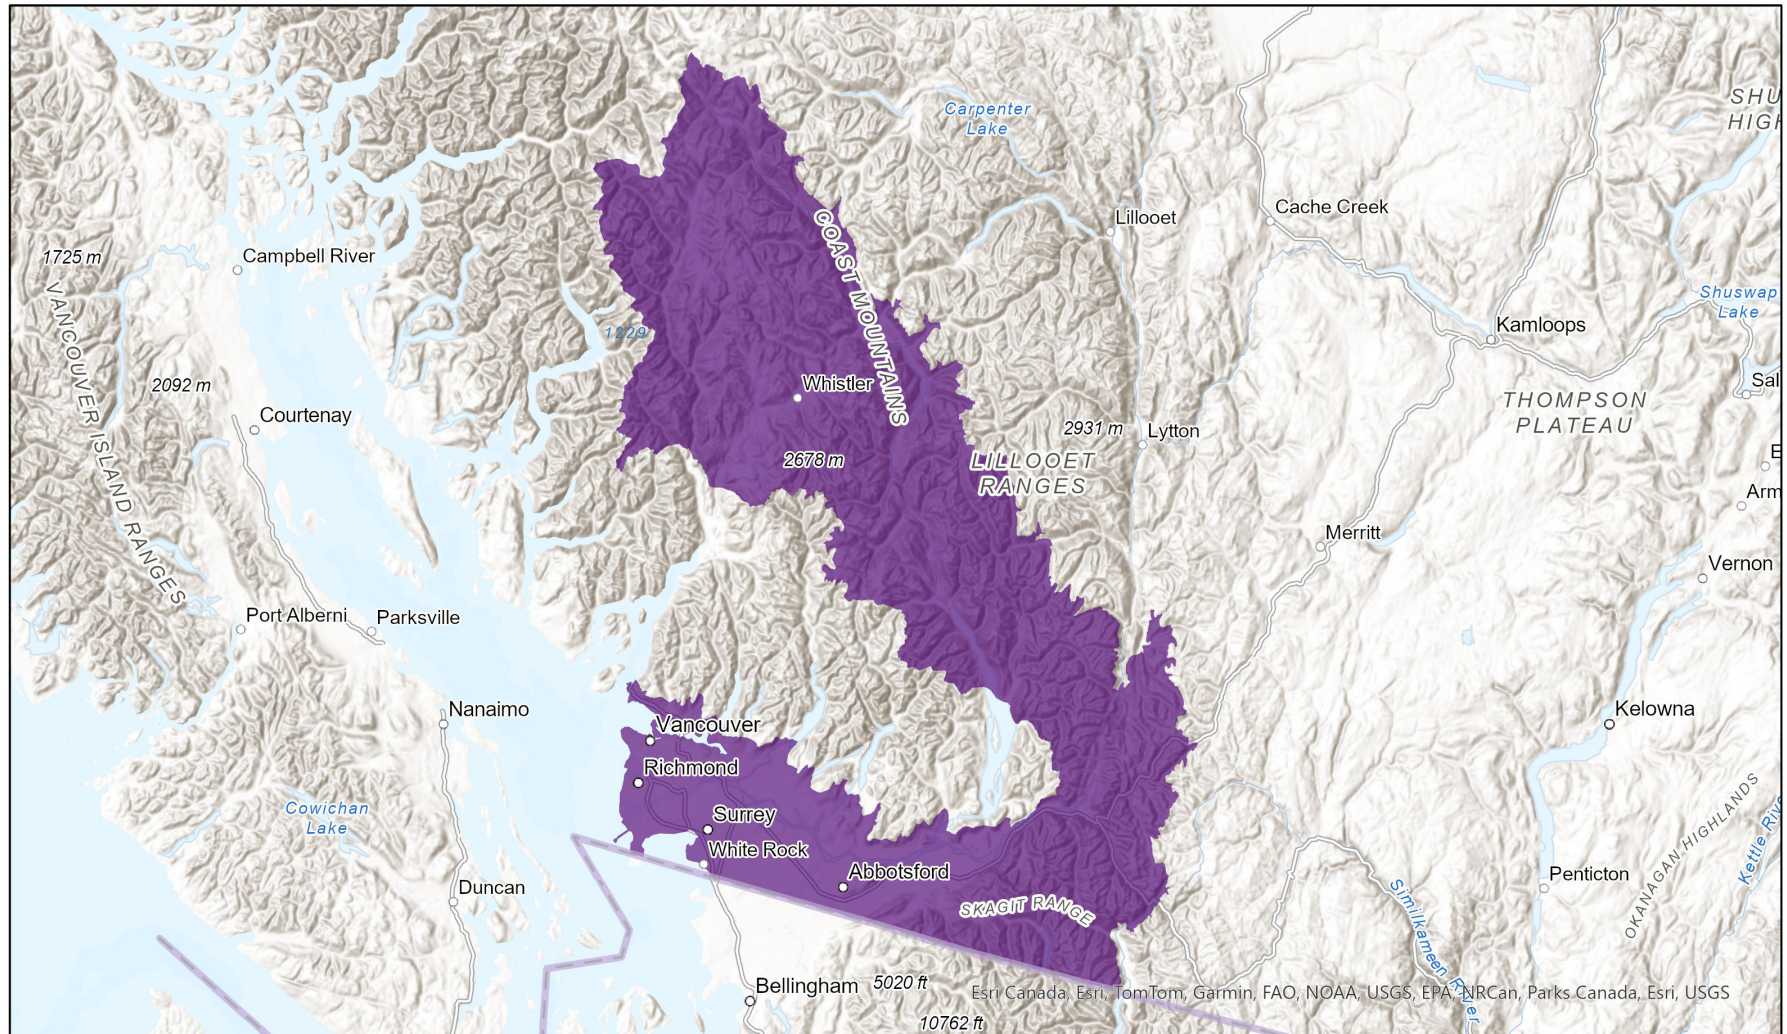 SHU
HIGH
Carpenter
Lake
Lillooet
Cache Creek
1725 m
Campbell River
COAST MOUNTAINS
Shuswap
Lake
Kamloops
1229
VANCOUVER ISLAND RANGES
2092 m
Whistler
Sal
Courtenay
THOMPSON
PLATEAU
2931 m
Lytton
2678 m
LILLOOET
RANGES
E
Arm
Merritt
Vernon
Port Alberni
Parksville
Nanaimo
Vancouver
Kelowna
Richmond
Cowichan
Lake
Surrey
White Rock
OKANAGAN HIGHLANDS
Kettle Rive
Abbotsford
Penticton
Duncan
SKAGIT RANGE
Similkameen River
Bellingham
5020 ft
Esri Canada, Esri, TomTom, Garmin, FAO, NOAA, USGS, EPA, NRCan, Parks Canada, Esri, USGS
10762 ft